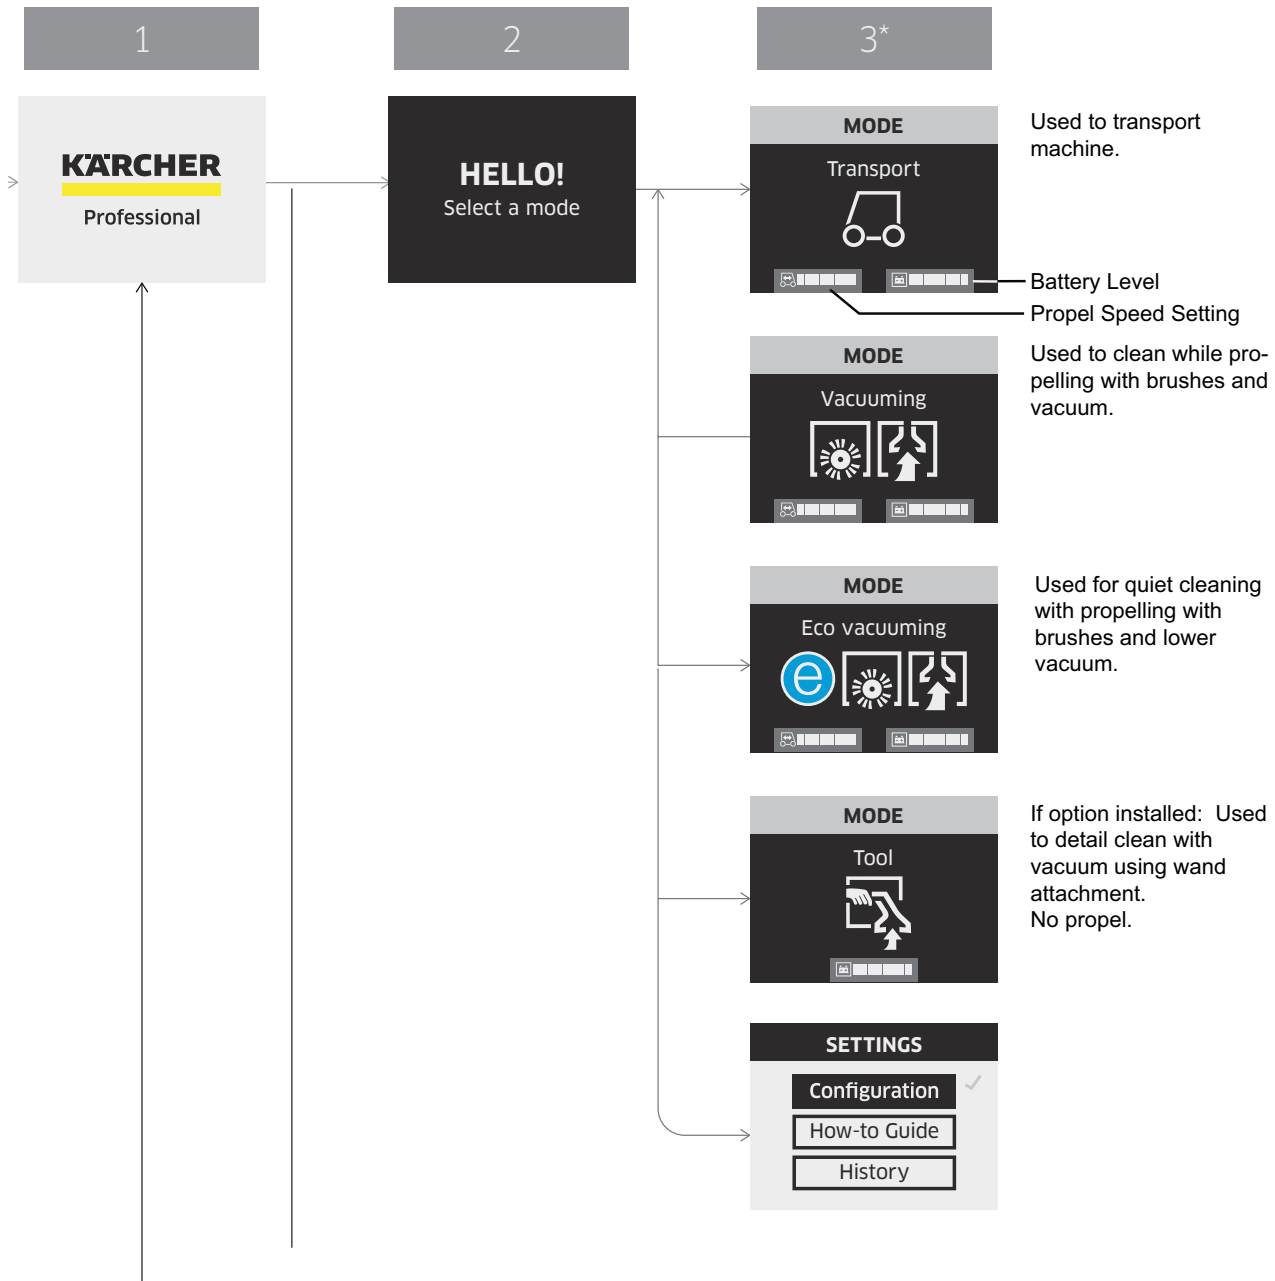 1
2
3*
KÄRCHER
Professional
HELLO!
Select a mode
MODE
Transport
Used to transport
machine.
Battery Level
Propel Speed Setting
MODE
Vacuuming
Used to clean while pro-
pelling with brushes and
vacuum.
MODE
Eco vacuuming
e
Used for quiet cleaning
with propelling with
brushes and lower
vacuum.
MODE
Tool
If option installed:  Used
to detail clean with
vacuum using wand
attachment.
No propel.
SETTINGS
Configuration
How-to Guide
History